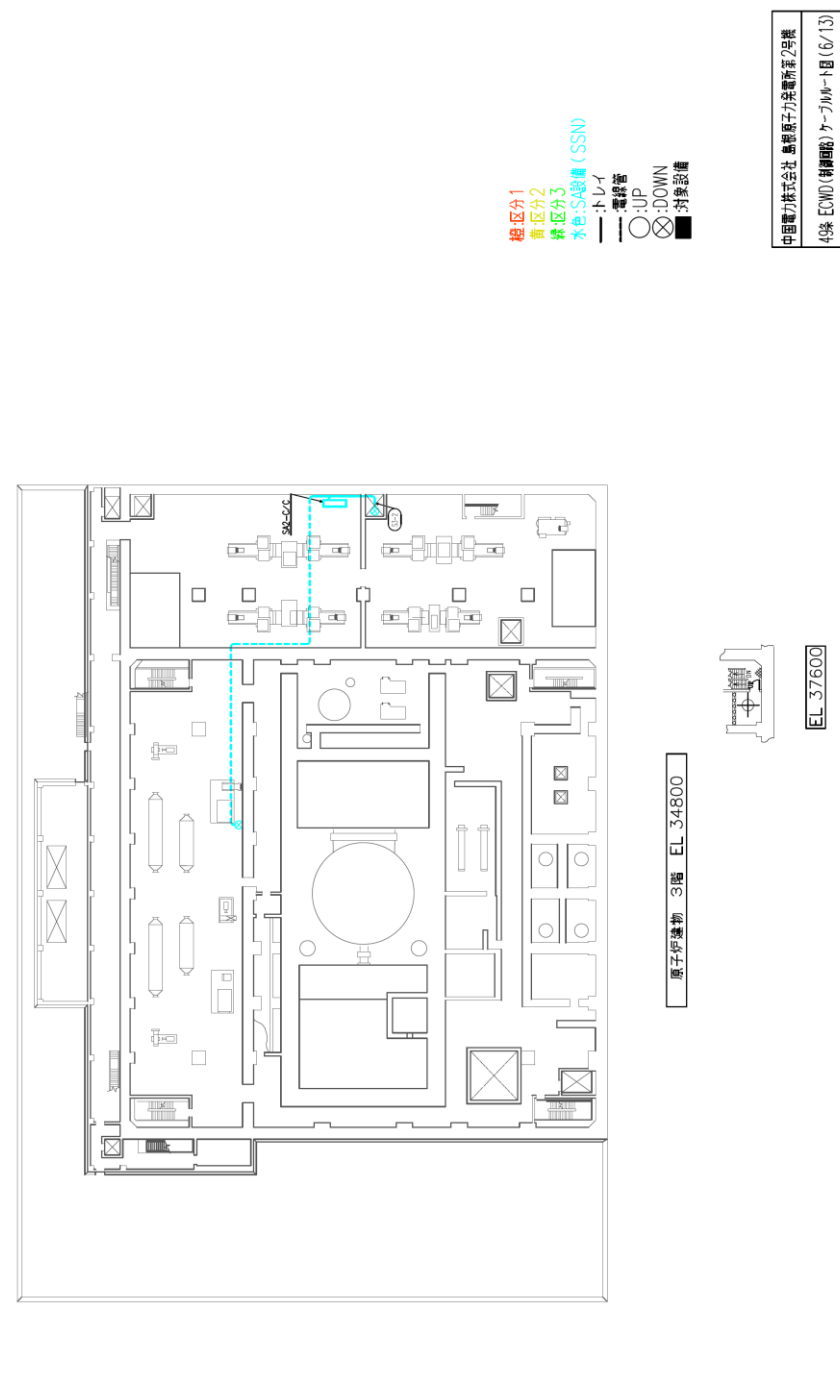 中国電力株式会社 島根原子力発電所第2号機
49条 ECWD(制御回路) ケーブルルート図(6/13)
橙:区分1
黄:区分2
緑:区分3
水色:SA設備(SSN)
:トレイ
:電線管
:UP
:DOWN
:対象設備
SA2-C/C
DN
EL 37600
原子炉建物 3階 EL 34800